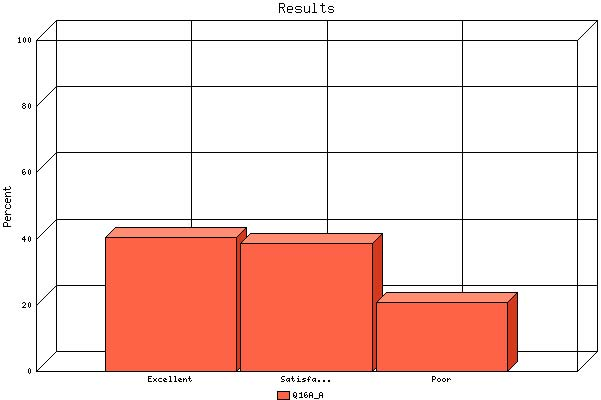 Results
Percent
100
80
60
40
20
0
Excellent
Satisfa...
Poor
Q16A_A